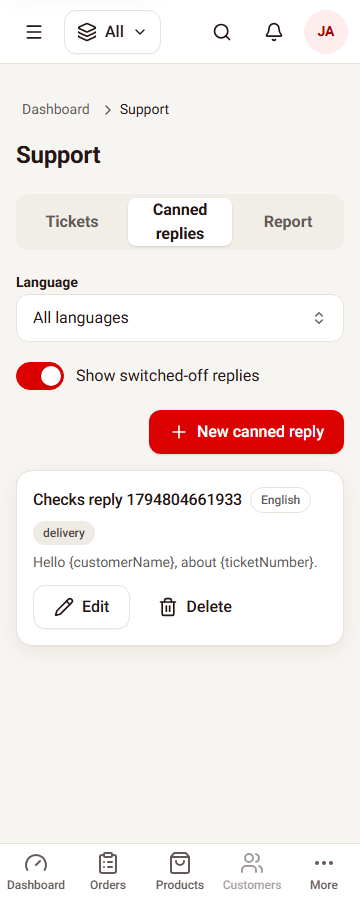 All
JA
Dashboard
Support
Support
Tickets
Canned
replies
Report
Language
All languages
Show switched-off replies
New canned reply
Checks reply 1794804661933
English
delivery
Hello {customerName}, about {ticketNumber}.
Edit
Delete
Dashboard
Orders
Products
Customers
More